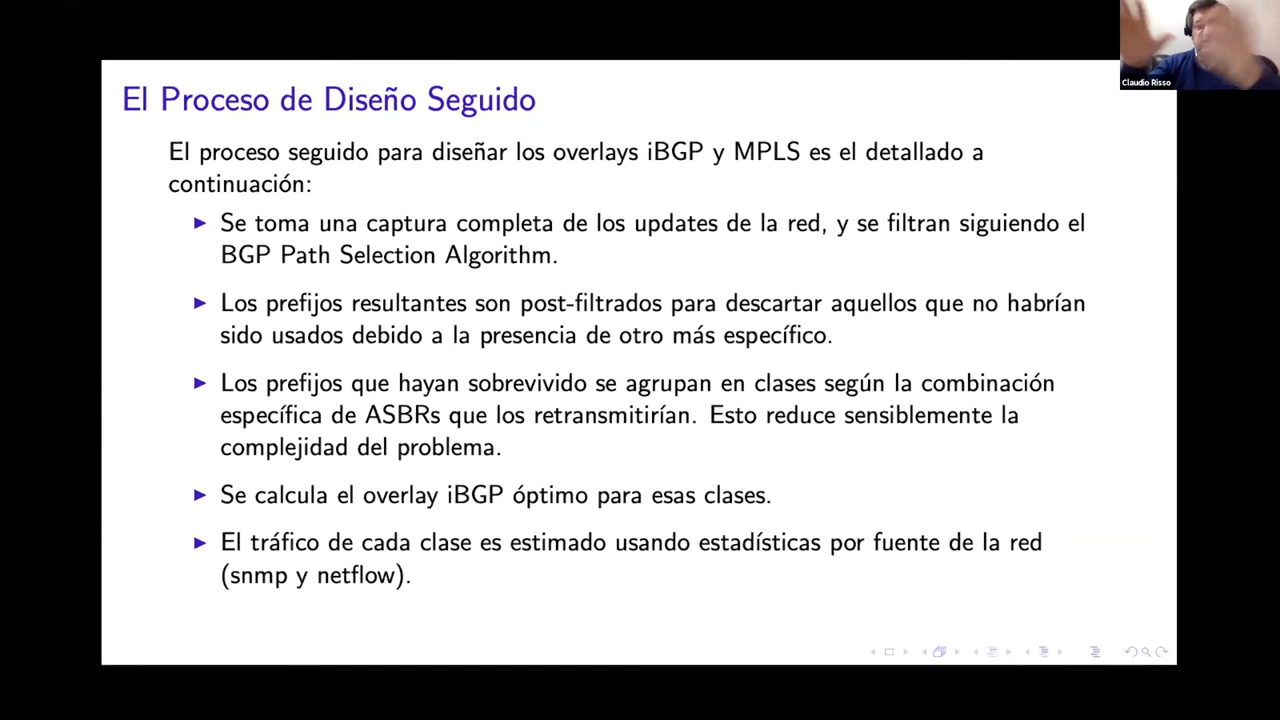 Claudio Risso
El Proceso de Diseño Seguido
El proceso seguido para diseñar los overlays iBGP y MPLS es el detallado a
continuación:
▶ Se toma una captura completa de los updates de la red, y se filtran siguiendo el
BGP Path Selection Algorithm.
▶ Los prefijos resultantes son post-filtrados para descartar aquellos que no habrían
sido usados debido a la presencia de otro más específico.
▶ Los prefijos que hayan sobrevivido se agrupan en clases según la combinación
específica de ASBRs que los retransmitirían. Esto reduce sensiblemente la
complejidad del problema.
▶ Se calcula el overlay iBGP óptimo para esas clases.
▶ El tráfico de cada clase es estimado usando estadísticas por fuente de la red
(snmp y netflow).